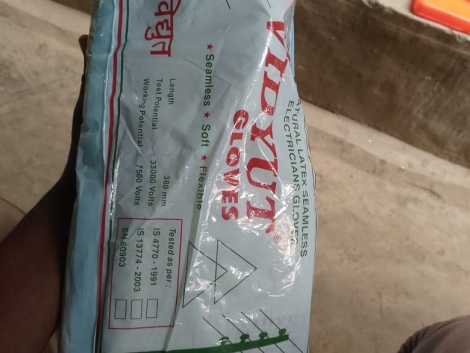 विद्युत
VIDYUT®
GLOVES
NATURAL LATEX SEAMLESS
ELECTRICIANS GLOVES
★ Seamless ★ Soft ★ Flexible
Length : 380 mm
Test Potential : 33000 Volts
Working Potential : 7500 Volts
Tested as per :
IS 4770 - 1991
IS 13774 - 2003
EN 60903